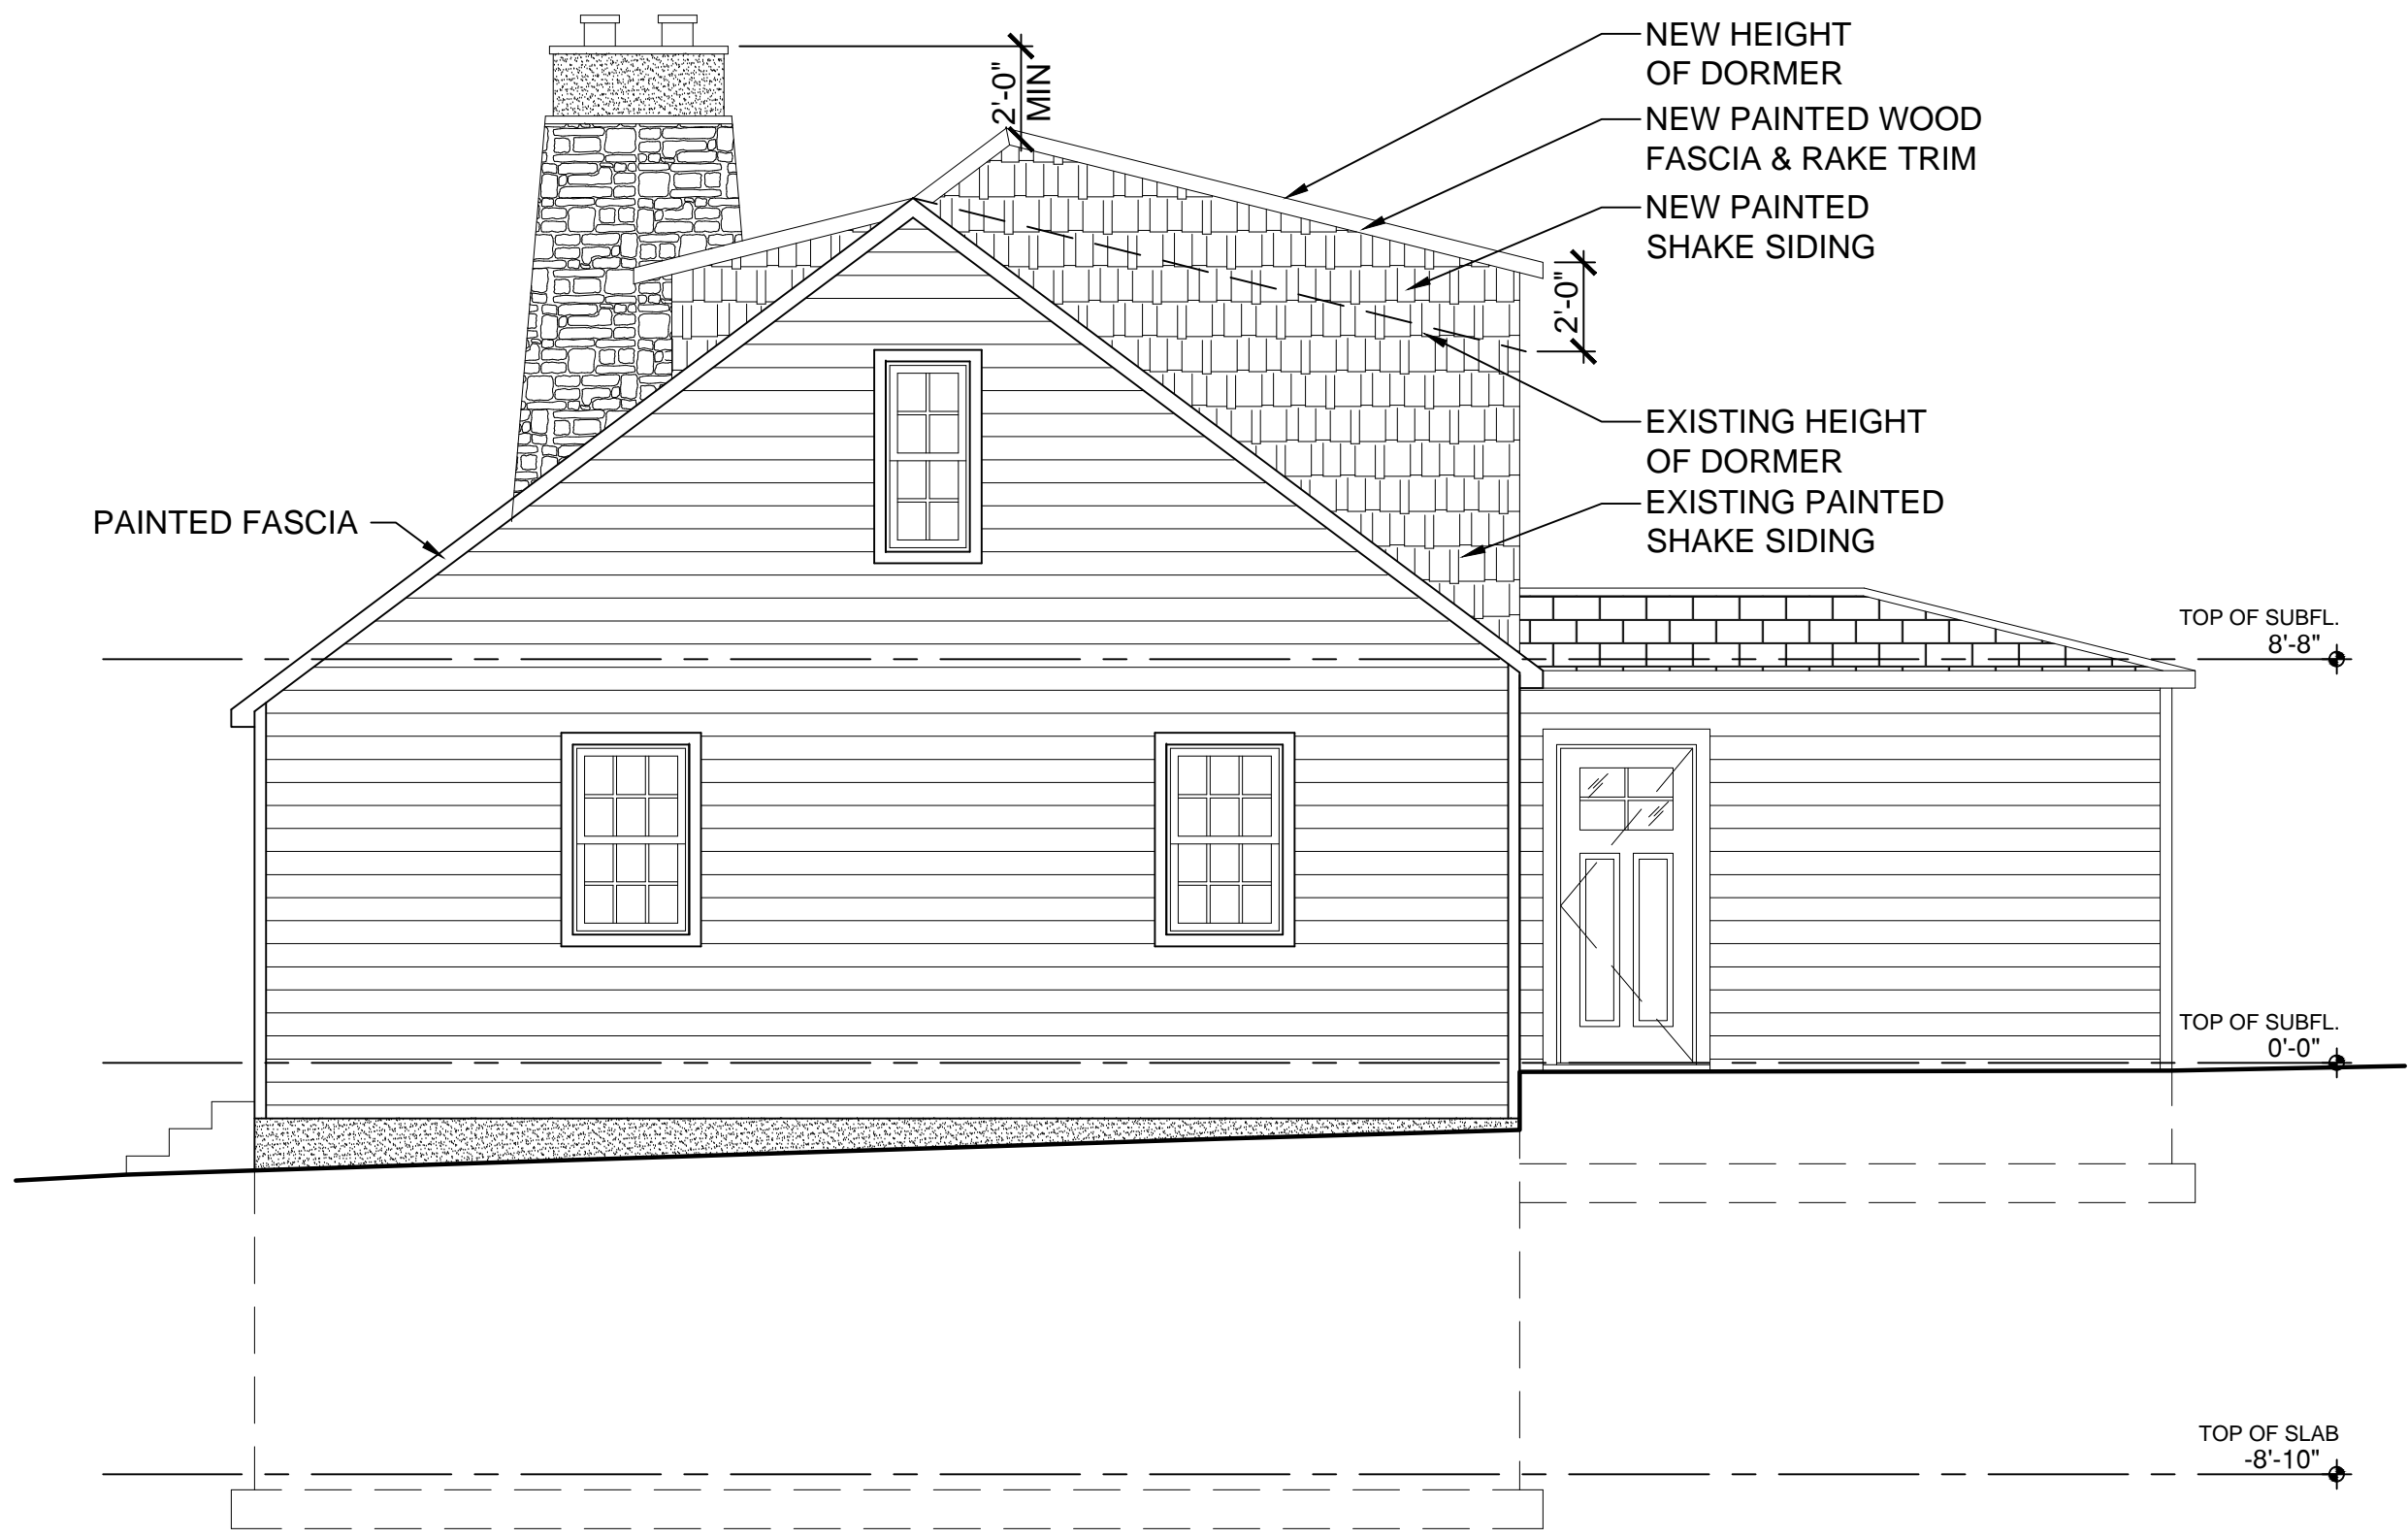 2'-0"
MIN
NEW HEIGHT
OF DORMER
NEW PAINTED WOOD
FASCIA & RAKE TRIM
NEW PAINTED
SHAKE SIDING
2'-0"
EXISTING HEIGHT
OF DORMER
EXISTING PAINTED
SHAKE SIDING
PAINTED FASCIA
TOP OF SUBFL.
8'-8"
TOP OF SUBFL.
0'-0"
TOP OF SLAB
-8'-10"